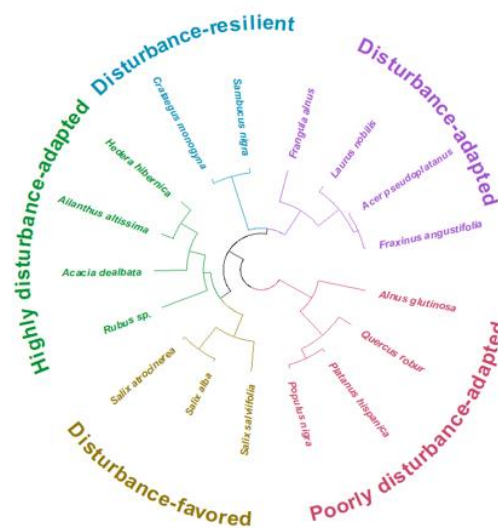 Disturbance-resilient
Crataegus monogyna
Sambucus nigra
Disturbance-adapted
Frangula alnus
Laurus nobilis
Acer pseudoplatanus
Fraxinus angustifolia
Poorly disturbance-adapted
Alnus glutinosa
Quercus robur
Platanus hispanica
Populus nigra
Disturbance-favored
Salix salviifolia
Salix alba
Salix atrocinerea
Highly disturbance-adapted
Rubus sp.
Acacia dealbata
Ailanthus altissima
Hedera hibernica